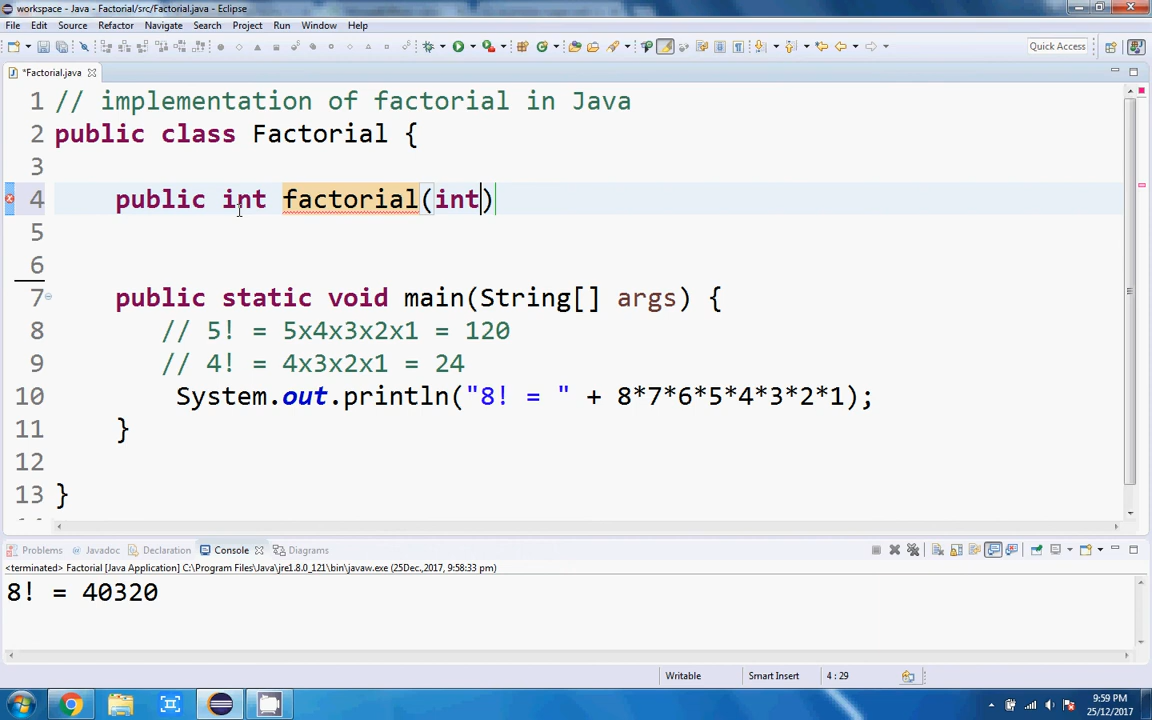 workspace - Java - Factorial/src/Factorial.java - Eclipse
File Edit Source Refactor Navigate Search Project Run Window Help
Quick Access
*Factorial.java
1 // implementation of factorial in Java
2 public class Factorial {
3
4 public int factorial(int)
5
6
7 public static void main(String[] args) {
8 // 5! = 5x4x3x2x1 = 120
9 // 4! = 4x3x2x1 = 24
10 System.out.println("8! = " + 8*7*6*5*4*3*2*1);
11 }
12
13 }
Problems @ Javadoc Declaration Console Diagrams
<terminated> Factorial [Java Application] C:\Program Files\Java\jre1.8.0_121\bin\javaw.exe (25Dec.,2017, 9:58:33 pm)
8! = 40320
Writable Smart Insert 4 : 29
9:59 PM
25/12/2017